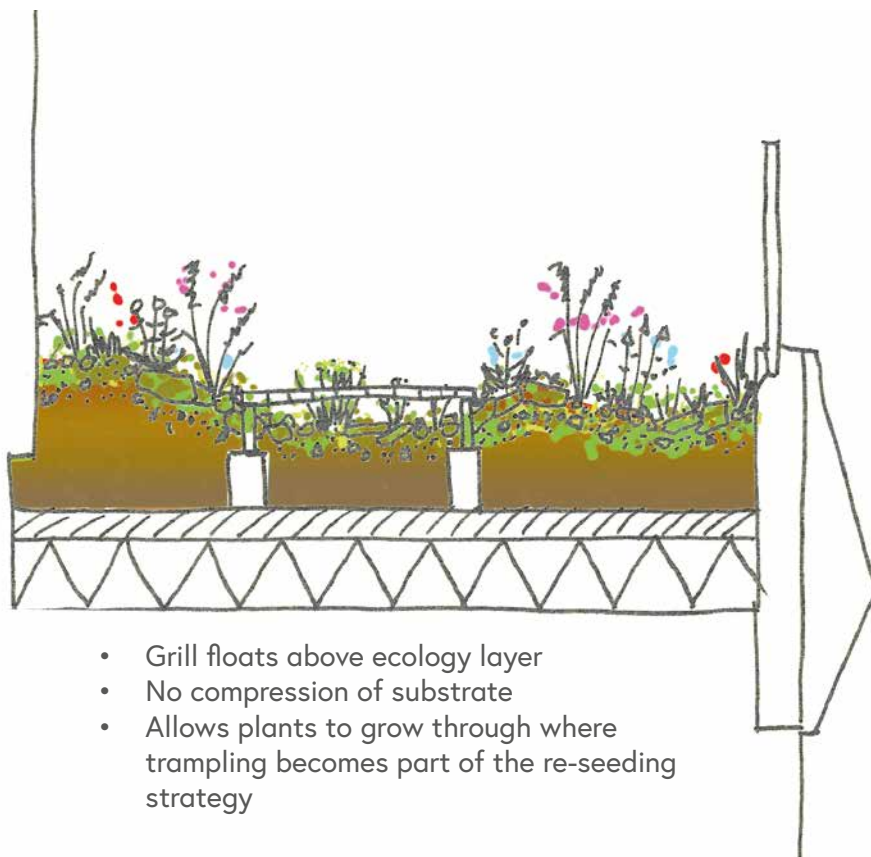 • Grill floats above ecology layer
• No compression of substrate
• Allows plants to grow through where
trampling becomes part of the re-seeding
strategy